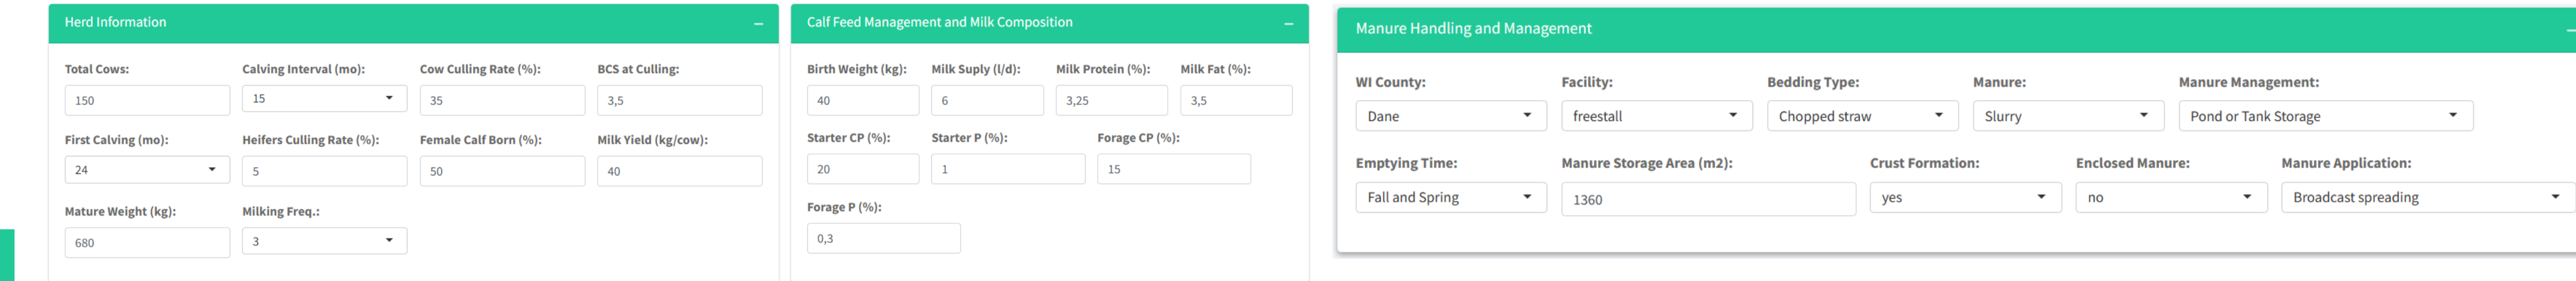 Herd Information
Total Cows: Calving Interval (mo): Cow Culling Rate (%): BCS at Culling:
150 15 35 3,5
First Calving (mo): Heifers Culling Rate (%): Female Calf Born (%): Milk Yield (kg/cow):
24 5 50 40
Mature Weight (kg): Milking Freq.:
680 3
Calf Feed Management and Milk Composition
Birth Weight (kg): Milk Suply (l/d): Milk Protein (%): Milk Fat (%):
40 6 3,25 3,5
Starter CP (%): Starter P (%): Forage CP (%):
20 1 15
Forage P (%):
0,3
Manure Handling and Management
WI County: Facility: Bedding Type: Manure: Manure Management:
Dane freestall Chopped straw Slurry Pond or Tank Storage
Emptying Time: Manure Storage Area (m2): Crust Formation: Enclosed Manure: Manure Application:
Fall and Spring 1360 yes no Broadcast spreading